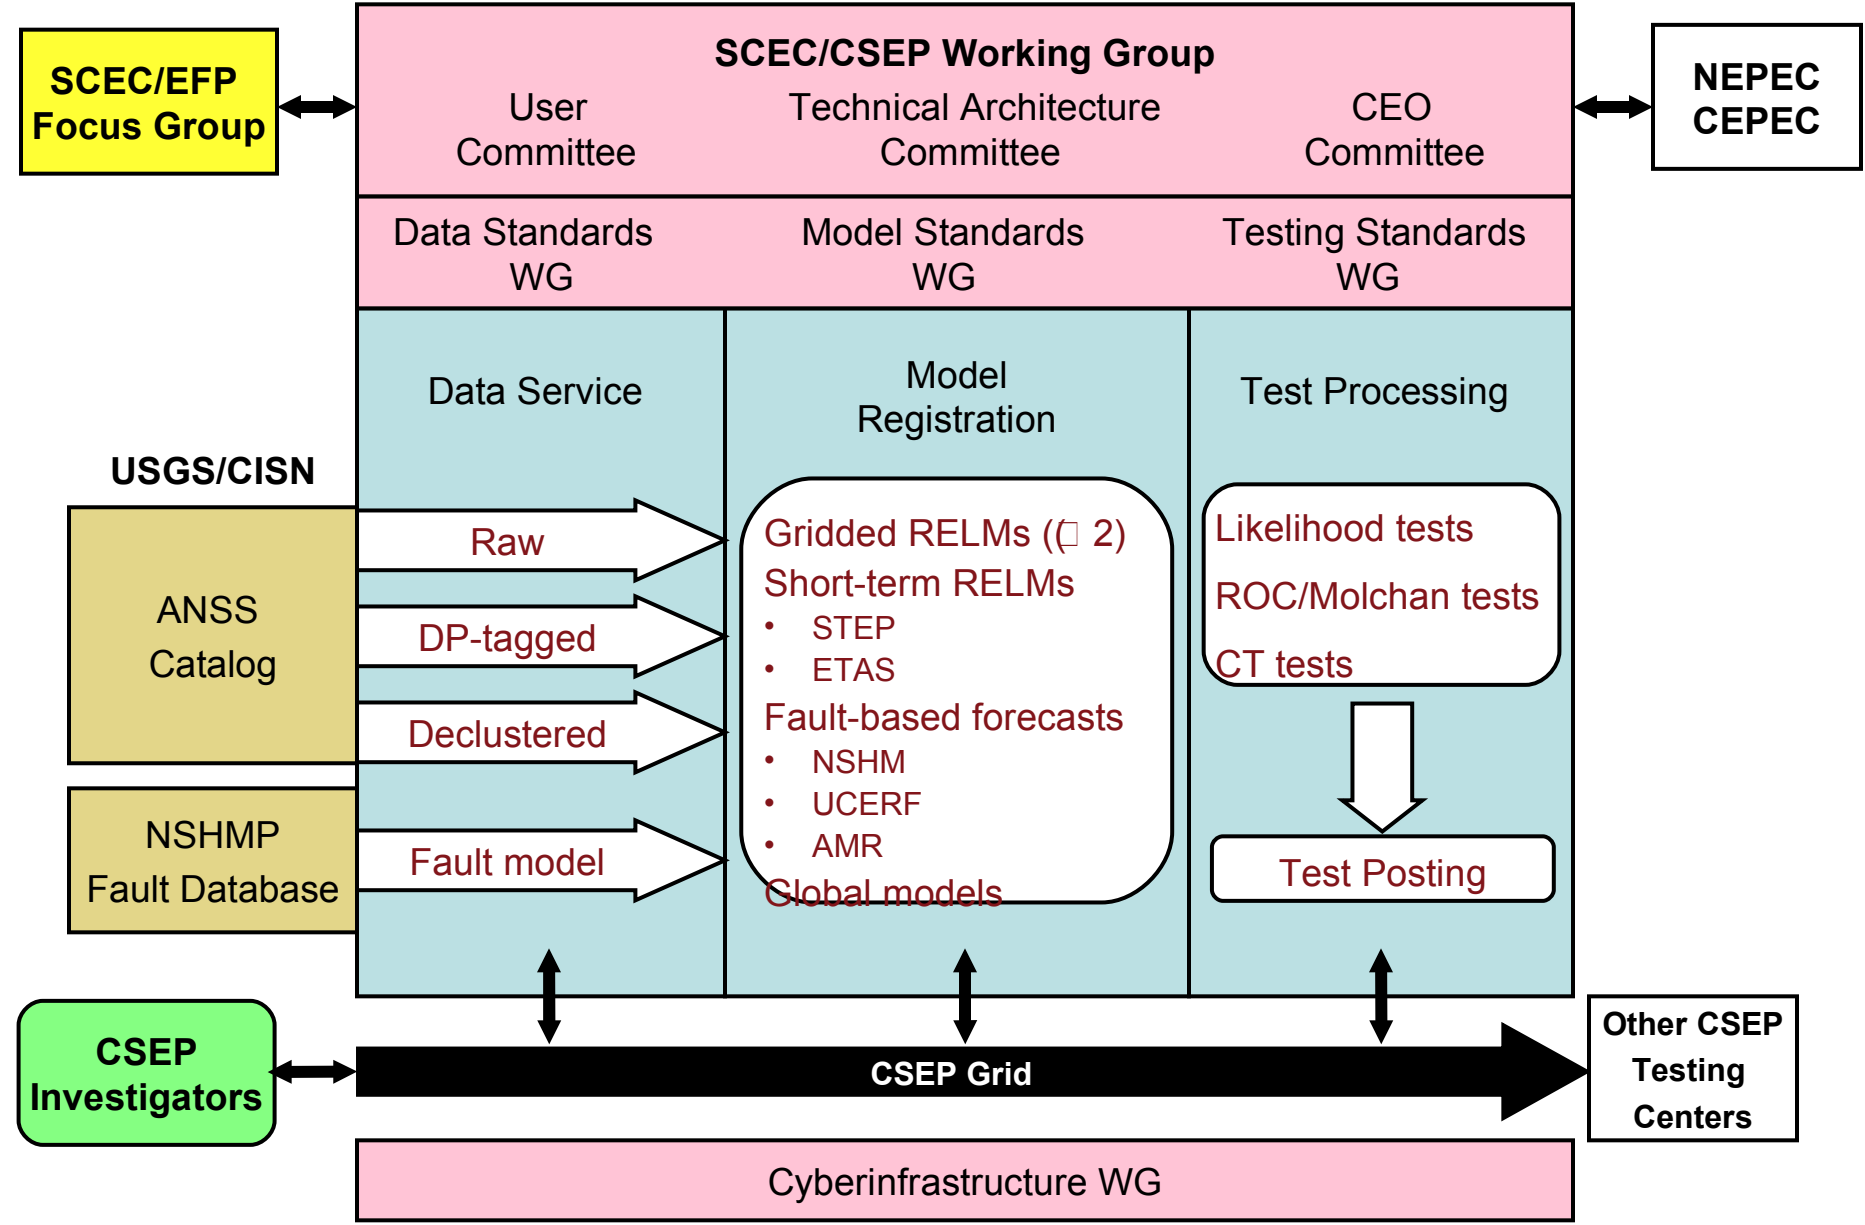 SCEC/EFP
Focus Group
SCEC/CSEP Working Group
User
Committee
Technical Architecture
Committee
CEO
Committee
NEPEC
CEPEC
Data Standards
WG
Model Standards
WG
Testing Standards
WG
Data Service
Model
Registration
Test Processing
USGS/CISN
ANSS
Catalog
NSHMP
Fault Database
Raw
DP-tagged
Declustered
Fault model
Gridded RELMs ((□ 2)
Short-term RELMs
• STEP
• ETAS
Fault-based forecasts
• NSHM
• UCERF
• AMR
Global models
Likelihood tests
ROC/Molchan tests
CT tests
Test Posting
CSEP
Investigators
CSEP Grid
Other CSEP
Testing
Centers
Cyberinfrastructure WG